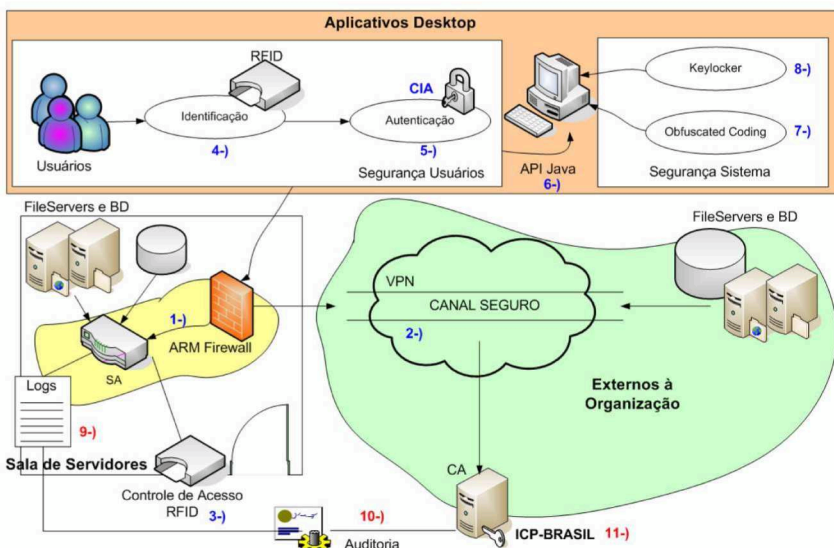 Aplicativos Desktop
RFID
Identificação
4-)
Usuários
CIA
Autenticação
5-)
Segurança Usuários
API Java
6-)
Keylocker
8-)
Obfuscated Coding
7-)
Segurança Sistema
FileServers e BD
1-)
ARM Firewall
SA
Logs
9-)
Sala de Servidores
Controle de Acesso
RFID
3-)
VPN
CANAL SEGURO
2-)
FileServers e BD
Externos à
Organização
CA
ICP-BRASIL
11-)
10-)
Auditoria